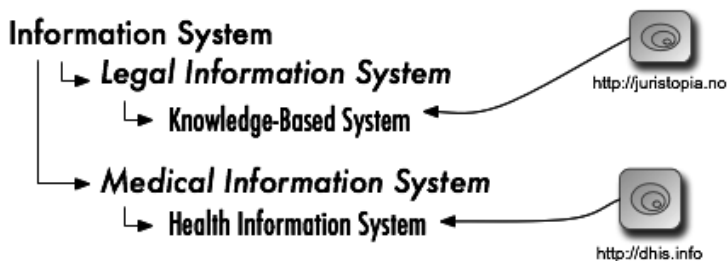 Information System
Legal Information System
http://juristopia.no
Knowledge-Based System
Medical Information System
Health Information System
http://dhis.info